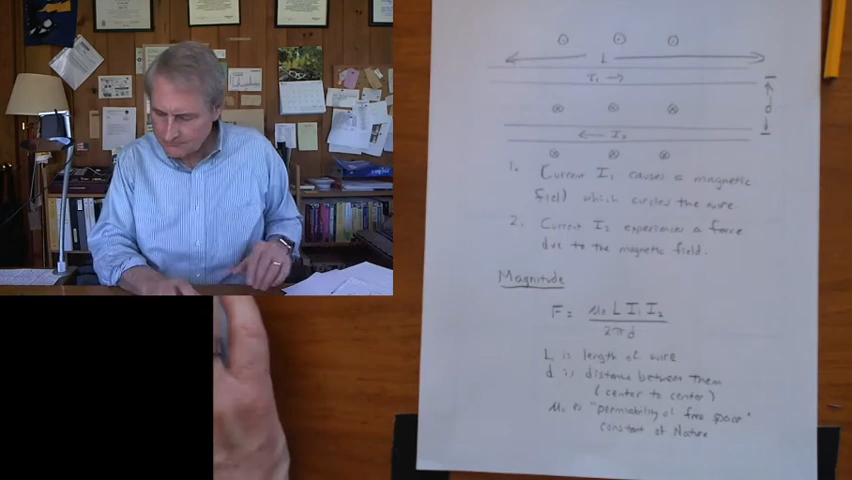 L
I₁ →
d
← I₂
1. Current I₁ causes a magnetic
field which circles the wire.
2. Current I₂ experiences a force
due to the magnetic field.
Magnitude
F = μ₀ L I₁ I₂
2πd
L is length of wire
d is distance between them
(center to center)
μ₀ is "permiability of free space"
constant of Nature